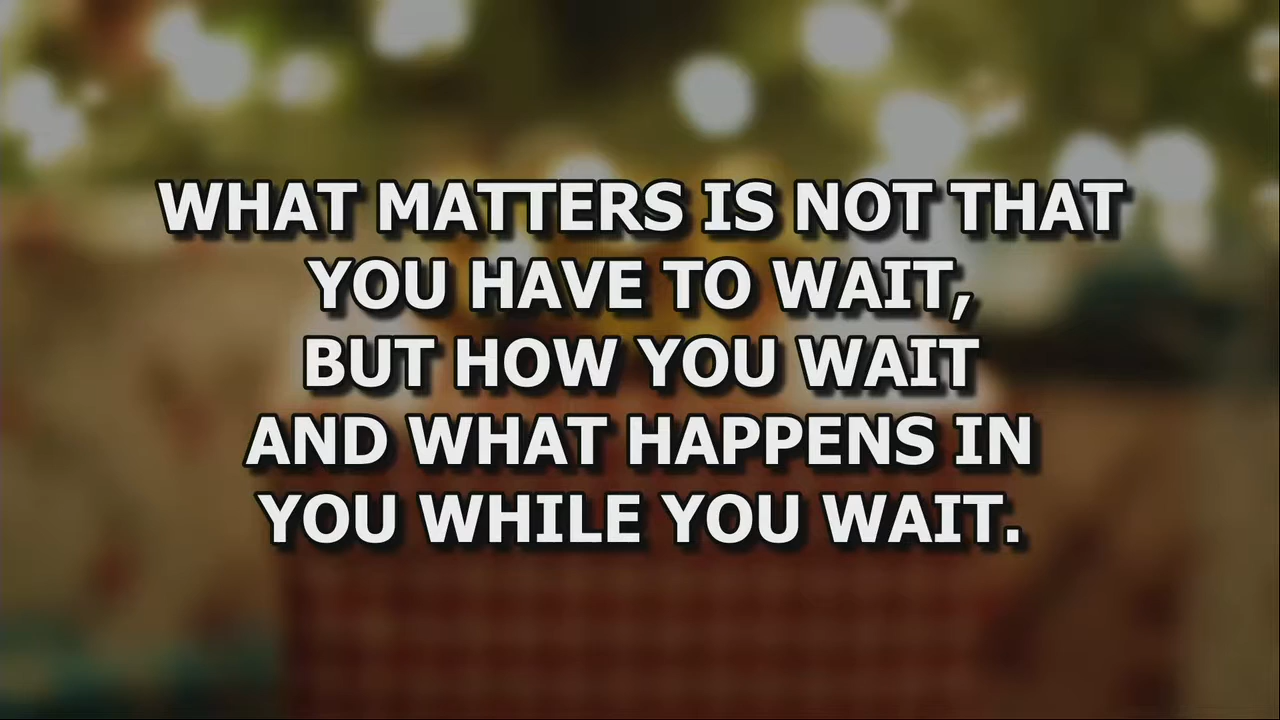 WHAT MATTERS IS NOT THAT
YOU HAVE TO WAIT,
BUT HOW YOU WAIT
AND WHAT HAPPENS IN
YOU WHILE YOU WAIT.